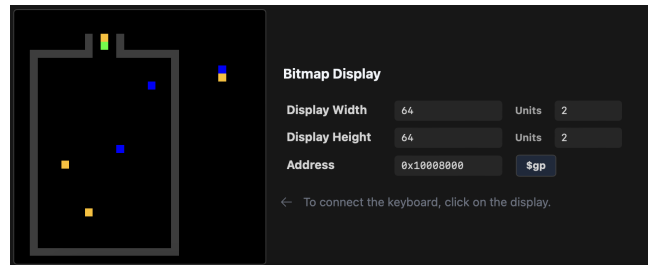 Bitmap Display
Display Width 64 Units 2
Display Height 64 Units 2
Address 0x10008000 $gp
← To connect the keyboard, click on the display.